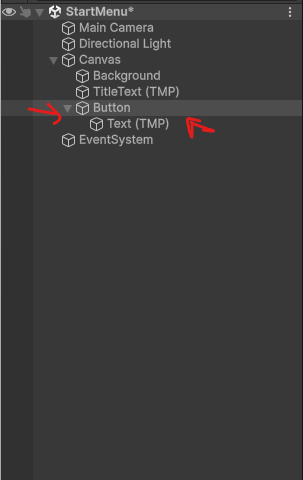 StartMenu*
Main Camera
Directional Light
Canvas
Background
TitleText (TMP)
Button
Text (TMP)
EventSystem